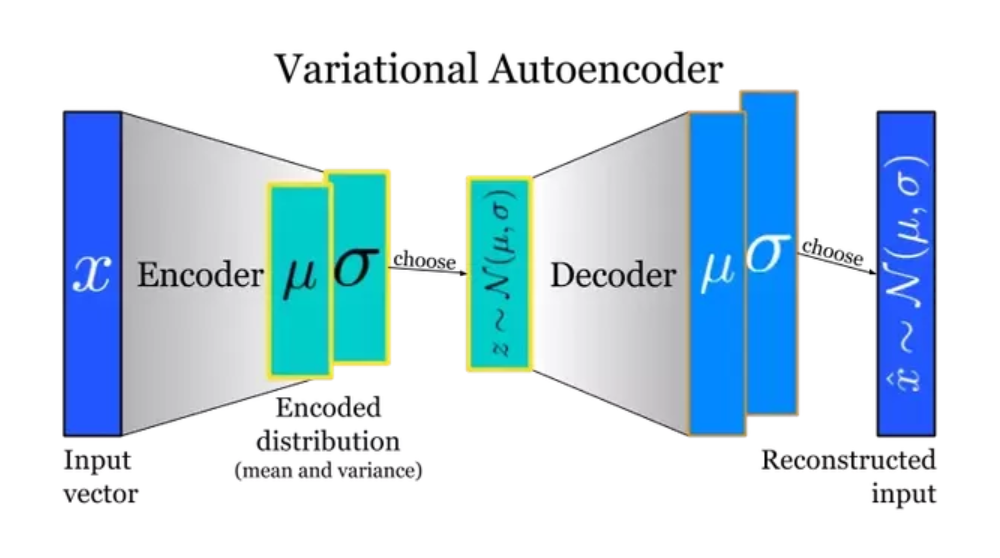 Variational Autoencoder
x
Encoder
μ
σ
choose
z ~ 𝒩(μ, σ)
Decoder
μ
σ
choose
x̂ ~ 𝒩(μ, σ)
Input
vector
Encoded
distribution
(mean and variance)
Reconstructed
input